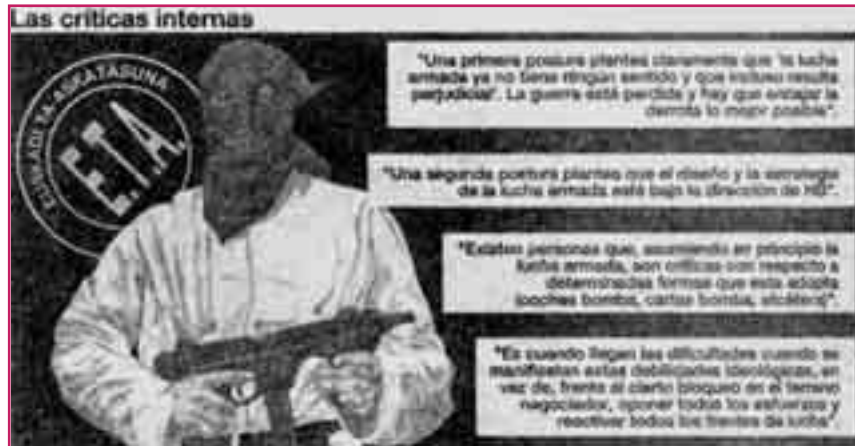 Las críticas internas
EUSKADI TA ASKATASUNA
E.T.A.
"Una primera postura plantea claramente que 'la lucha
armada ya no tiene ningún sentido y que incluso resulta
perjudicial'. La guerra está perdida y hay que encajar la
derrota lo mejor posible".
"Una segunda postura plantea que el diseño y la estrategia
de la lucha armada esté bajo la dirección de HB".
"Existen personas que, asumiendo en principio la
lucha armada, son críticas con respecto a
determinadas formas que esta adopta
(coches bomba, cartas bomba, etcétera)".
"Es cuando llegan las dificultades cuando se
manifiestan estas debilidades ideológicas, en
vez de, frente al cierto bloqueo en el terreno
negociador, oponer todos los esfuerzos y
reactivar todos los frentes de lucha".